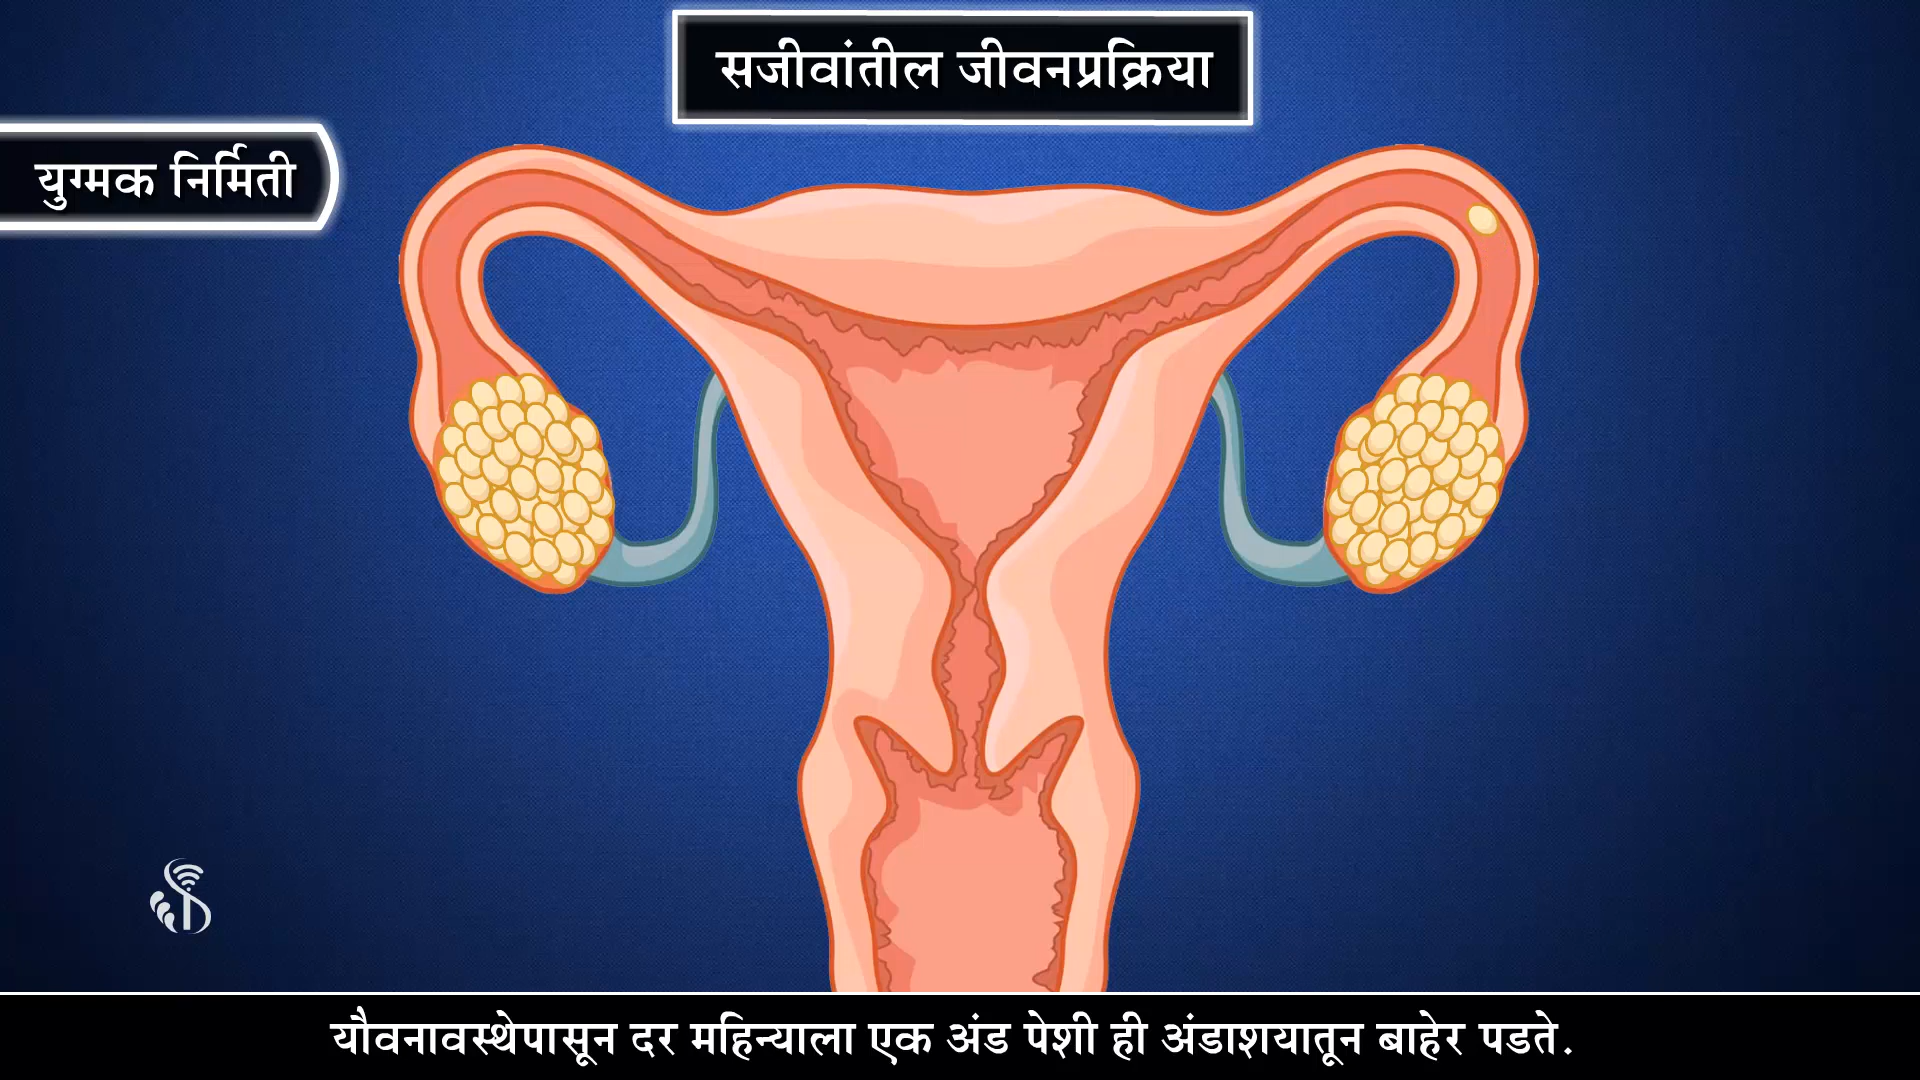 सजीवांतील जीवनप्रक्रिया
युग्मक निर्मिती
यौवनावस्थेपासून दर महिन्याला एक अंड पेशी ही अंडाशयातून बाहेर पडते.